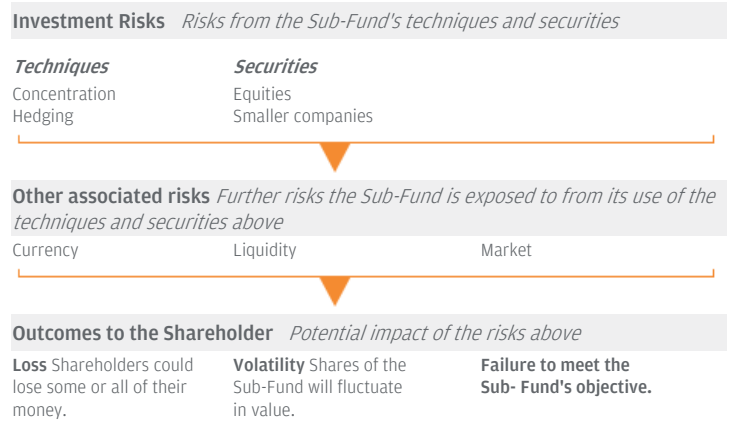 Investment Risks Risks from the Sub-Fund's techniques and securities
Techniques Securities
Concentration Equities
Hedging Smaller companies
Other associated risks Further risks the Sub-Fund is exposed to from its use of the
techniques and securities above
Currency Liquidity Market
Outcomes to the Shareholder Potential impact of the risks above
Loss Shareholders could
lose some or all of their
money.
Volatility Shares of the
Sub-Fund will fluctuate
in value.
Failure to meet the
Sub- Fund's objective.